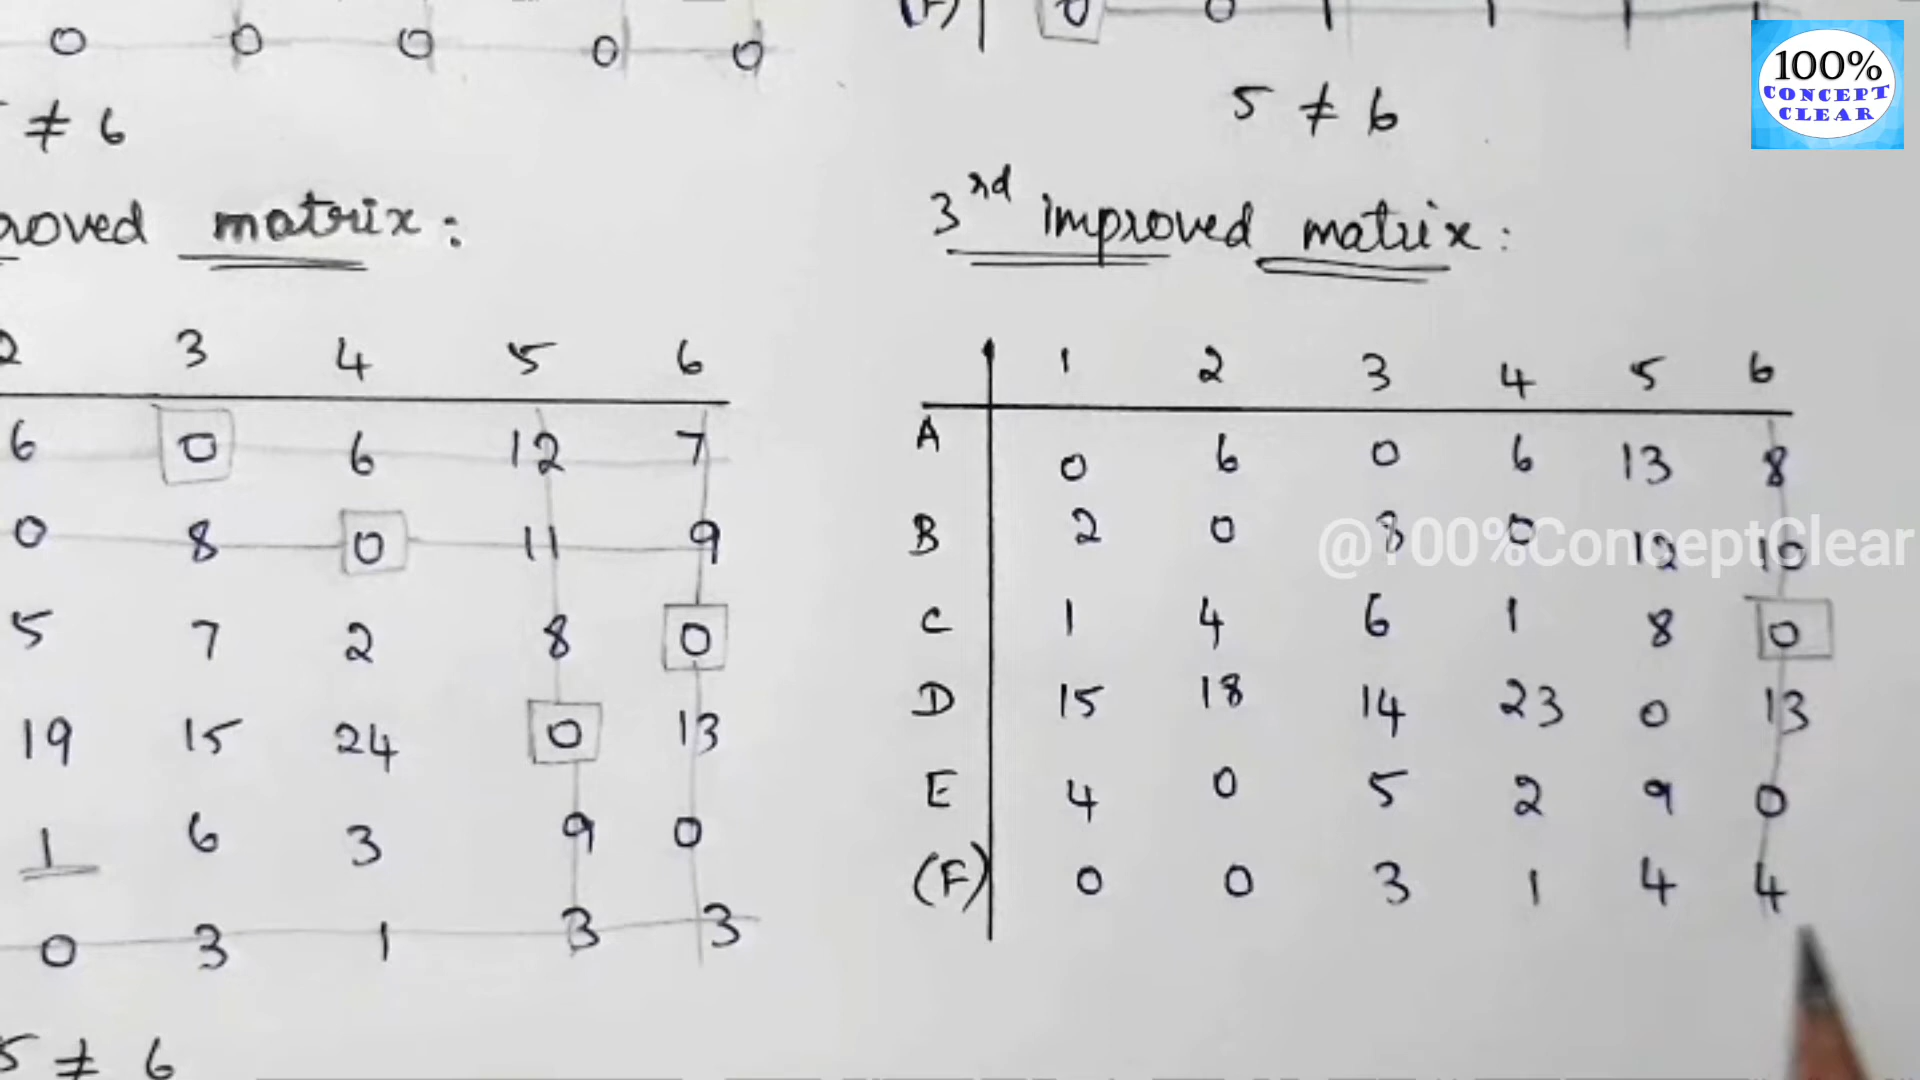 0 0 0 0 0
≠ 6
roved matrix:
2 3 4 5 6
6 0 6 12 7
0 8 0 11 9
5 7 2 8 0
19 15 24 0 13
1 6 3 9 0
0 3 1 3 3
5 ≠ 6
5 ≠ 6
3rd improved matrix:
1 2 3 4 5 6
A 0 6 0 6 13 8
B 2 0 8 0 12 10
C 1 4 6 1 8 0
D 15 18 14 23 0 13
E 4 0 5 2 9 0
(F) 0 0 3 1 4 4
100%
CONCEPT
CLEAR
@100%ConceptClear